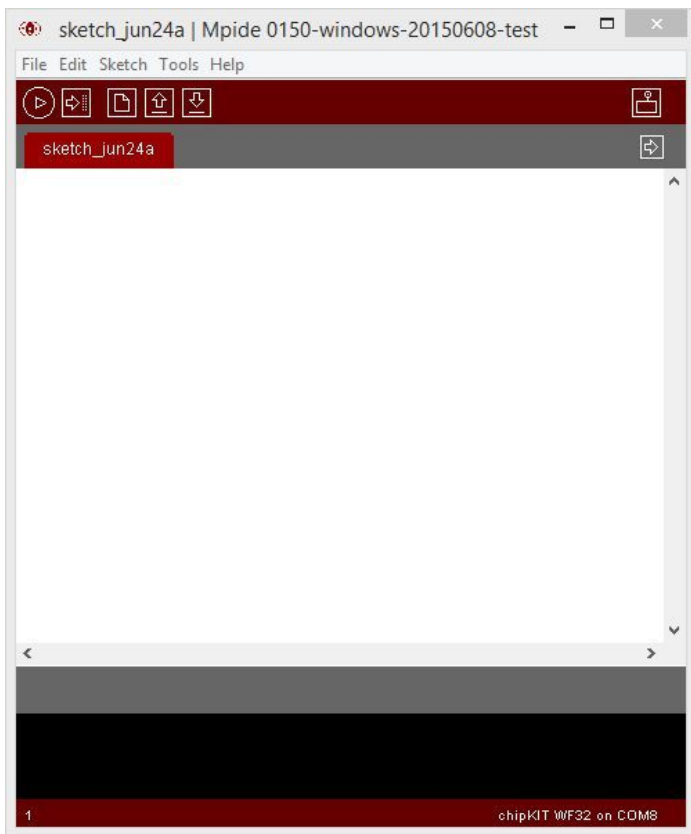 sketch_jun24a | Mpide 0150-windows-20150608-test
File Edit Sketch Tools Help
sketch_jun24a
1 chipKIT WF32 on COM8